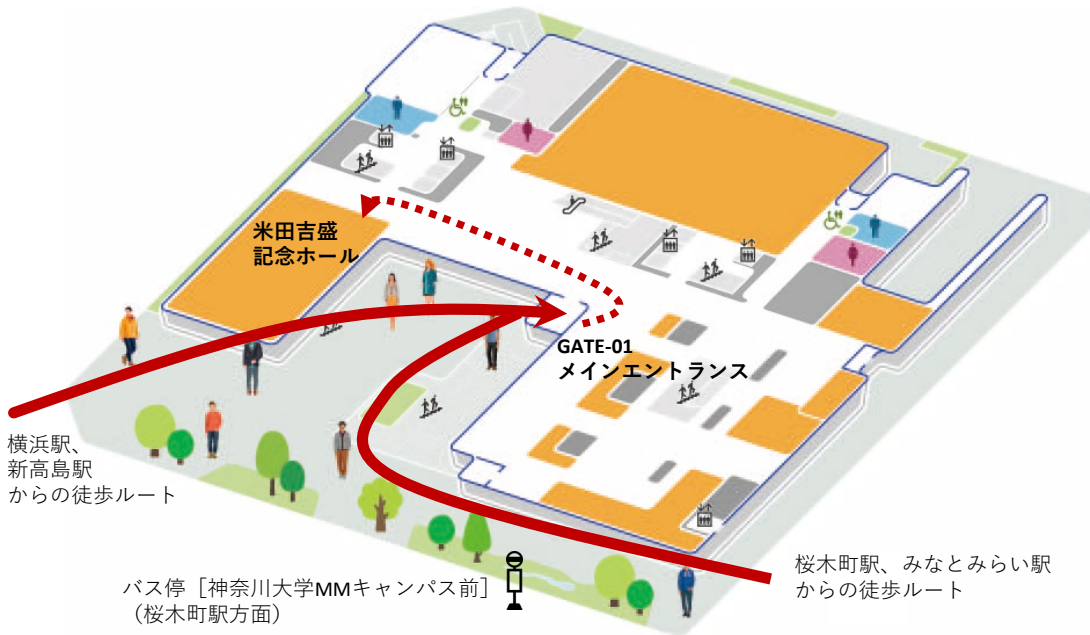 米田吉盛
記念ホール
GATE-01
メインエントランス
横浜駅、
新高島駅
からの徒歩ルート
桜木町駅、みなとみらい駅
からの徒歩ルート
バス停［神奈川大学MMキャンパス前］
（桜木町駅方面）